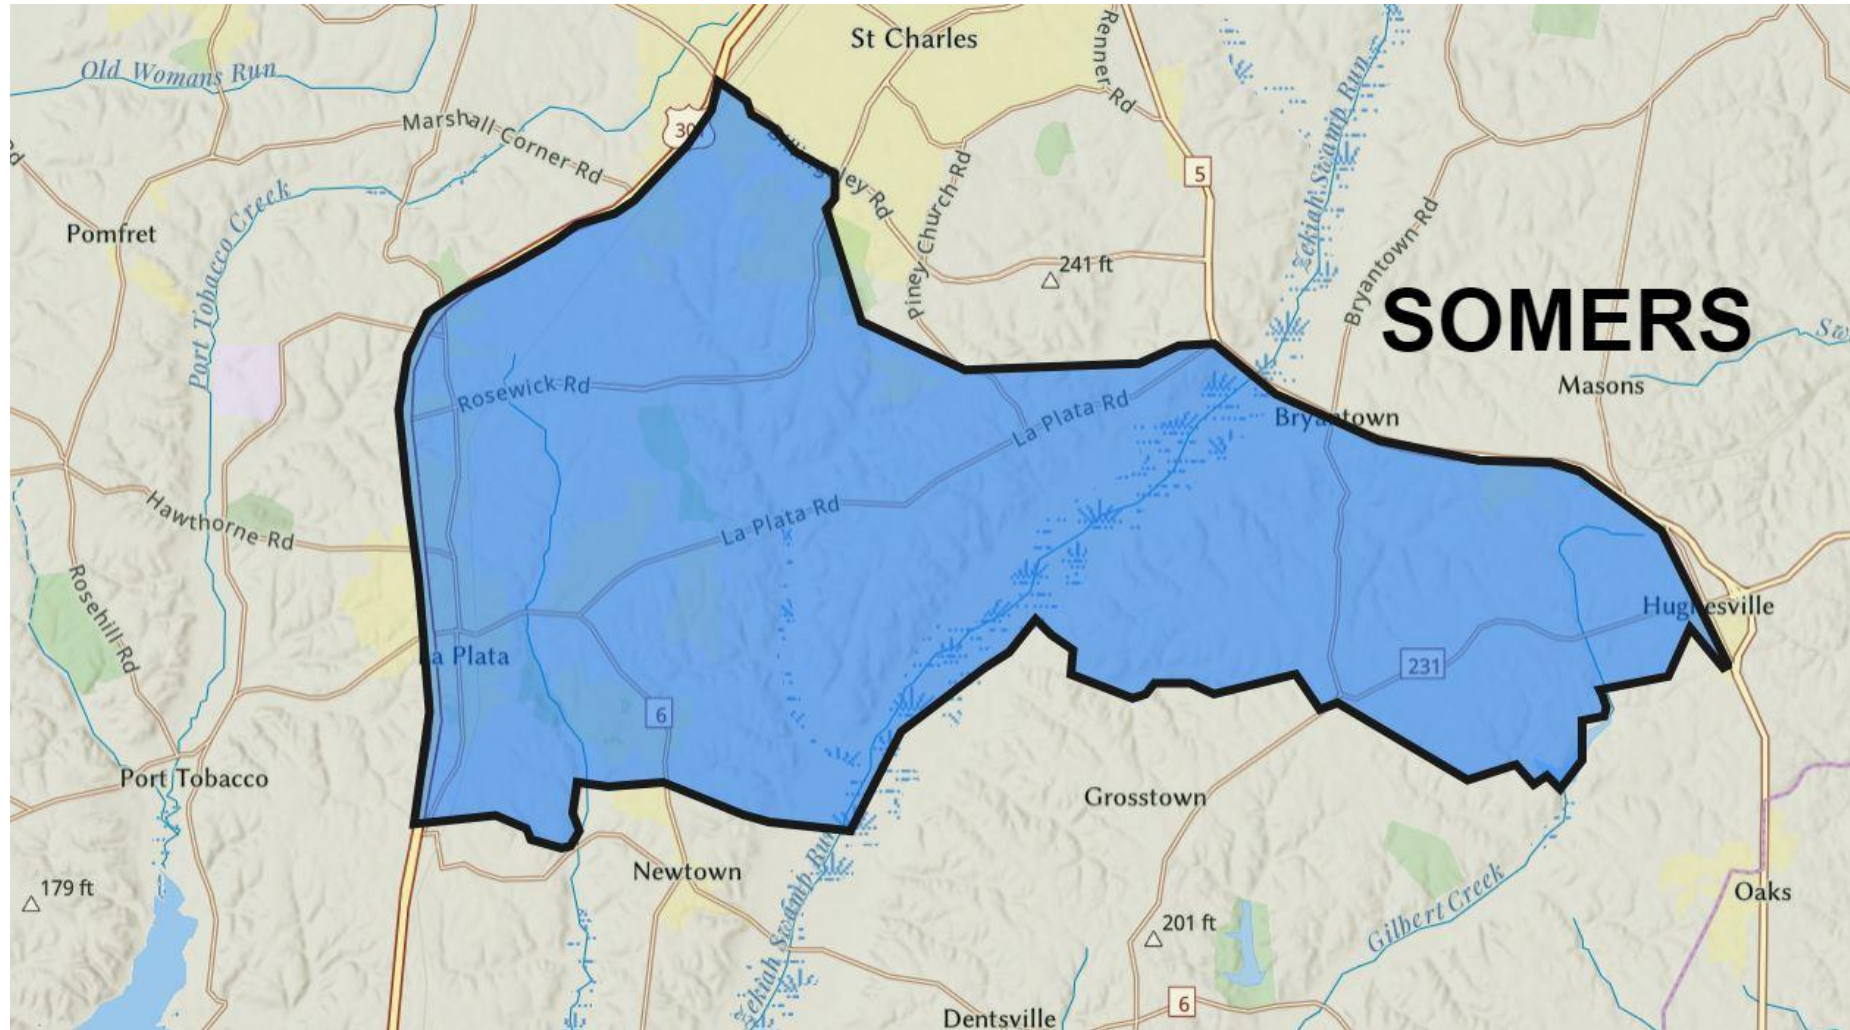 St Charles
Old Womans Run
Renner Rd
Marshall Corner Rd
301
5
Billingsley Rd
Piney Church Rd
Zekiah Swamp Run
Port Tobacco Creek
Pomfret
241 ft
Bryantown Rd
SOMERS
Sw
Masons
Rosewick Rd
La Plata Rd
Bryantown
Hawthorne Rd
La Plata Rd
Rosehill Rd
Hughesville
La Plata
231
6
Port Tobacco
Grosstown
Newtown
179 ft
Oaks
Zekiah Swamp Run
201 ft
Gilbert Creek
6
Dentsville